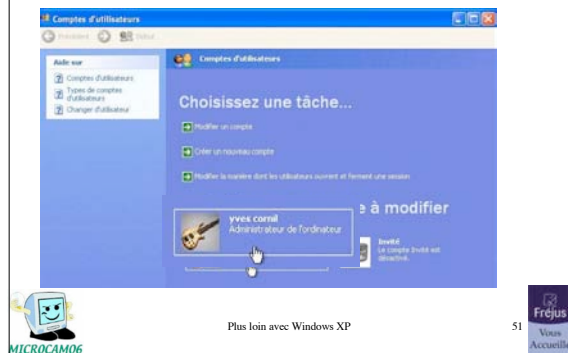 Comptes d'utilisateurs
Précédent
Comptes d'utilisateurs
Aide sur
Comptes d'utilisateurs
Types de comptes
d'utilisateurs
Changer d'utilisateur
Choisissez une tâche...
Modifier un compte
Créer un nouveau compte
Modifier la manière dont les utilisateurs ouvrent et ferment une session
e à modifier
yves cornil
Administrateur de l'ordinateur
Invité
Le compte Invité est
désactivé.
Plus loin avec Windows XP
51
MICROCAM06
Fréjus
Vous
Accueille